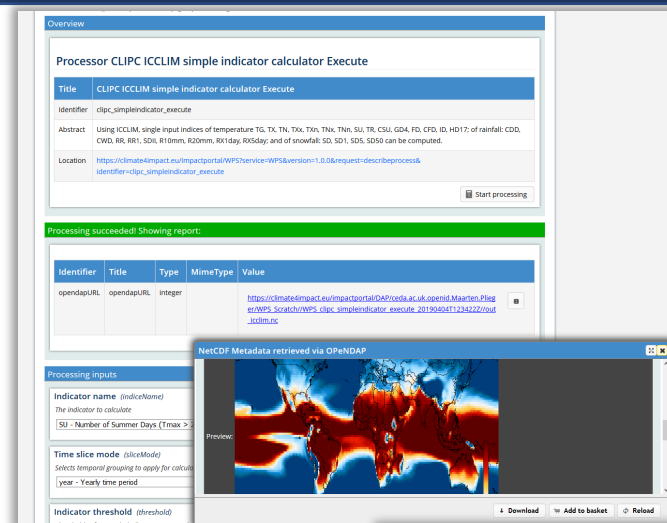 Overview
Processor CLIPC ICCLIM simple indicator calculator Execute
Title CLIPC ICCLIM simple indicator calculator Execute
Identifier clipc_simpleindicator_execute
Abstract Using ICCLIM, single input indices of temperature TG, TX, TN, TXx, TXn, TNx, TNn, SU, TR, CSU, GD4, FD, CFD, ID, HD17; of rainfall: CDD,
CWD, RR, RR1, SDII, R10mm, R20mm, RX1day, RX5day; and of snowfall: SD, SD1, SD5, SD50 can be computed.
Location https://climate4impact.eu/impactportal/WPS?service=WPS&version=1.0.0&request=describeprocess&
identifier=clipc_simpleindicator_execute
Start processing
Processing succeeded! Showing report:
Identifier Title Type MimeType Value
opendapURL opendapURL integer https://climate4impact.eu/impactportal/DAP/ceda.ac.uk.openid.Maarten.Plieg
er/WPS_Scratch//WPS_clipc_simpleindicator_execute_20190404T123422Z//out
_icclim.nc
NetCDF Metadata retrieved via OPeNDAP
Processing inputs
Indicator name (indiceName)
The indicator to calculate
SU - Number of Summer Days (Tmax >
Preview:
Time slice mode (sliceMode)
Selects temporal grouping to apply for calcula
year - Yearly time period
Download Add to basket Reload
Indicator threshold (threshold)